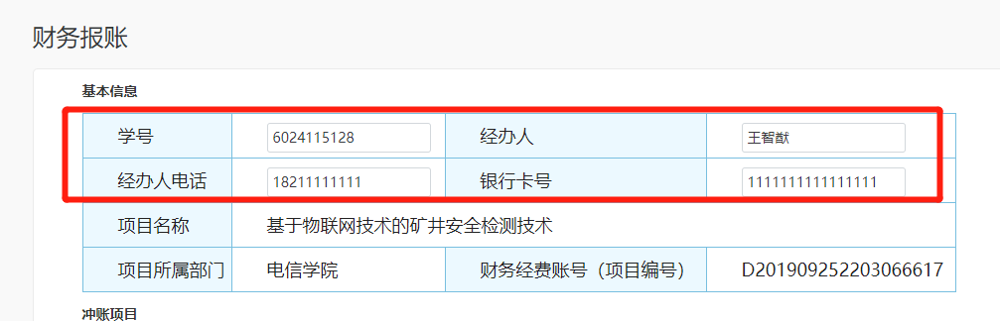 财务报账
基本信息
学号 6024115128 经办人 王智猷
经办人电话 18211111111 银行卡号 1111111111111111
项目名称 基于物联网技术的矿井安全检测技术
项目所属部门 电信学院 财务经费账号（项目编号） D201909252203066617
冲账项目